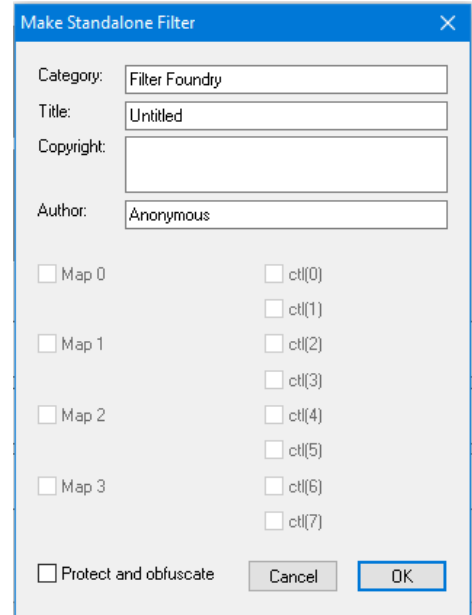 Make Standalone Filter
Category: Filter Foundry
Title: Untitled
Copyright:
Author: Anonymous
Map 0 ctl(0)
ctl(1)
Map 1 ctl(2)
ctl(3)
Map 2 ctl(4)
ctl(5)
Map 3 ctl(6)
ctl(7)
Protect and obfuscate Cancel OK